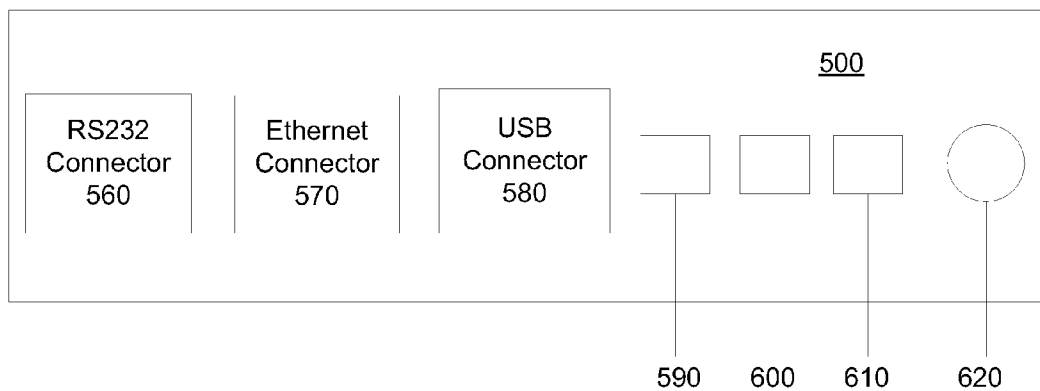 500
RS232
Connector
560
Ethernet
Connector
570
USB
Connector
580
590 600 610 620